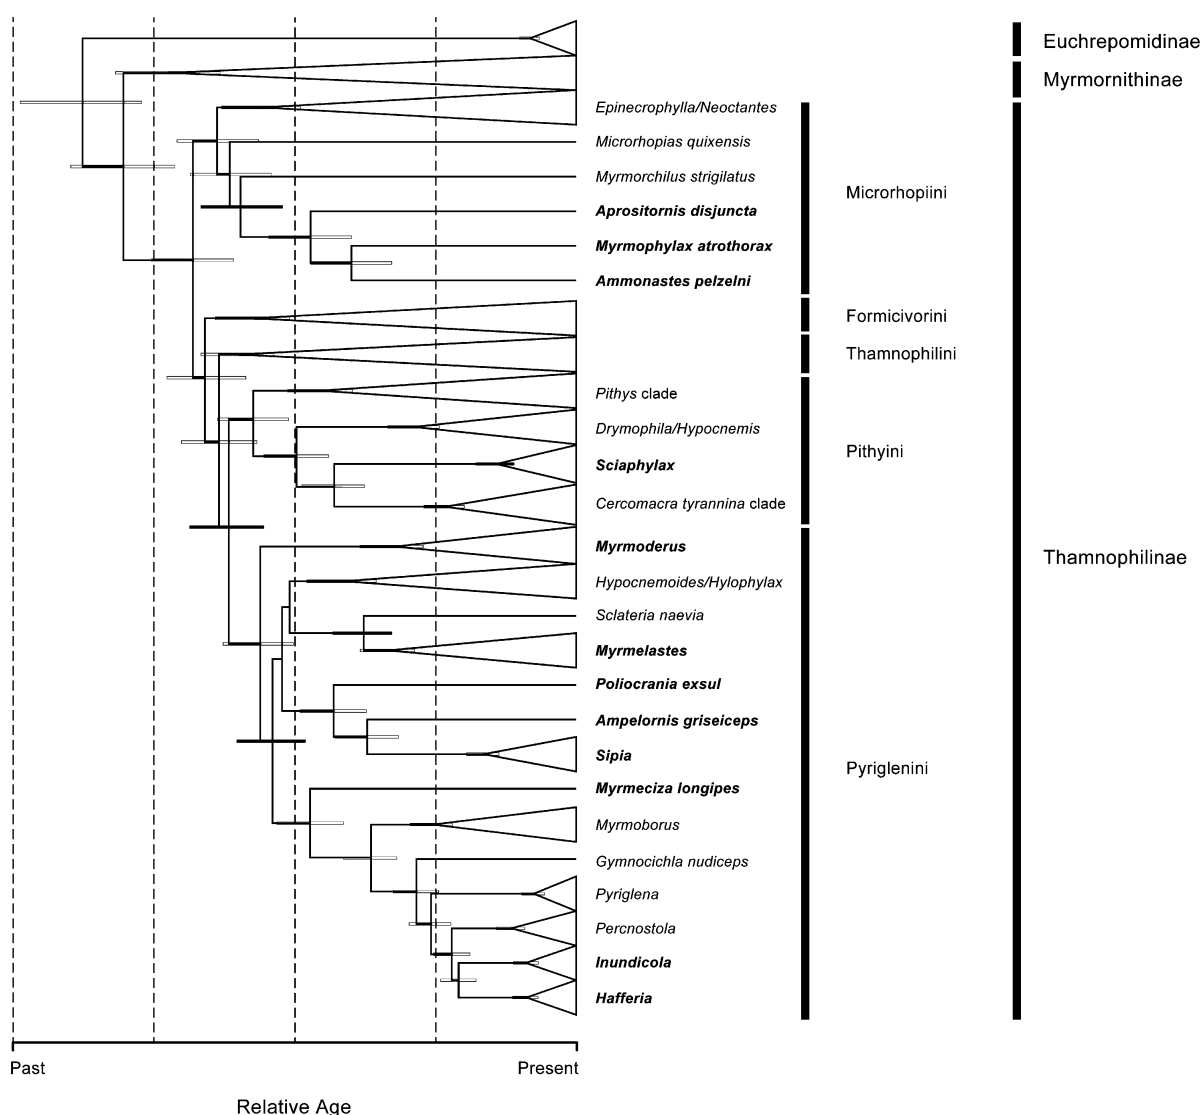 Euchrepomidinae
Myrmornithinae
Epinecrophylla/Neoctantes
Microrhopias quixensis
Myrmorchilus strigilatus
Microrhopiini
Aprositornis disjuncta
Myrmophylax atrothorax
Ammonastes pelzelni
Formicivorini
Thamnophilini
Pithys clade
Drymophila/Hypocnemis
Pithyini
Sciaphylax
Cercomacra tyrannina clade
Myrmoderus
Thamnophilinae
Hypocnemoides/Hylophylax
Sclateria naevia
Myrmelastes
Poliocrania exsul
Ampelornis griseiceps
Sipia
Pyriglenini
Myrmeciza longipes
Myrmoborus
Gymnocichla nudiceps
Pyriglena
Percnostola
Inundicola
Hafferia
Past
Present
Relative Age